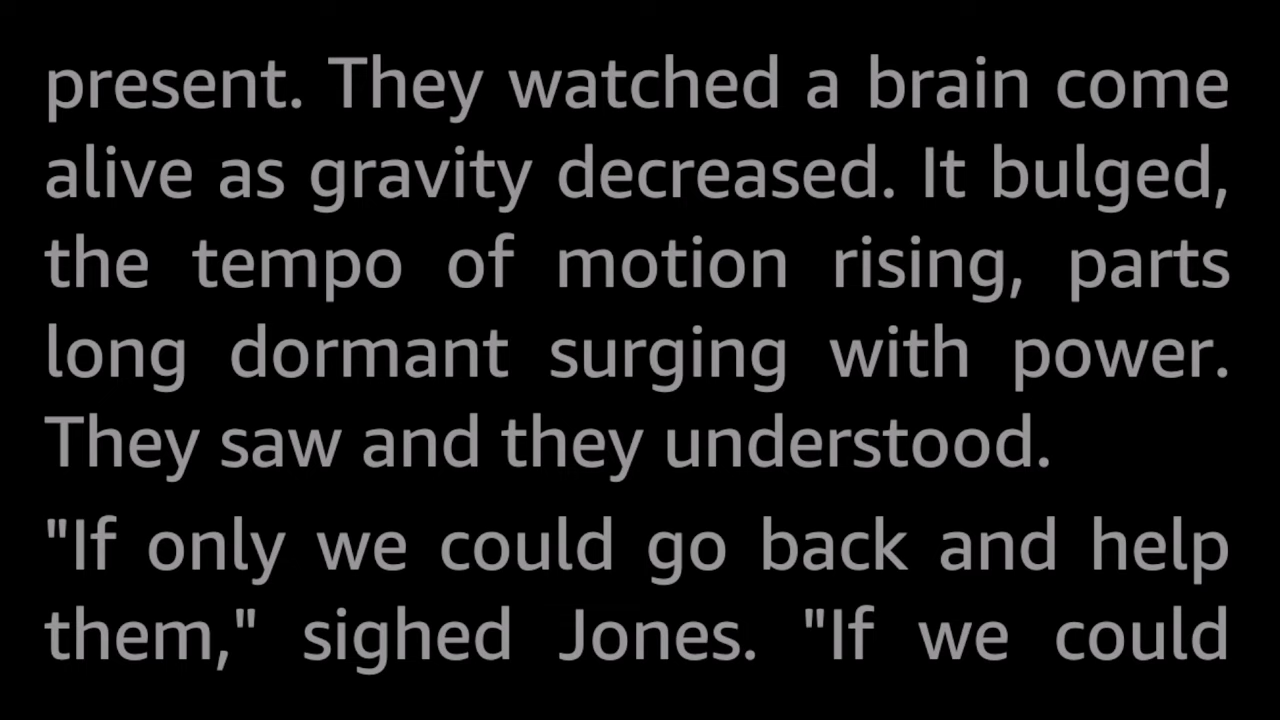 present. They watched a brain come
alive as gravity decreased. It bulged,
the tempo of motion rising, parts
long dormant surging with power.
They saw and they understood.
"If only we could go back and help
them," sighed Jones. "If we could